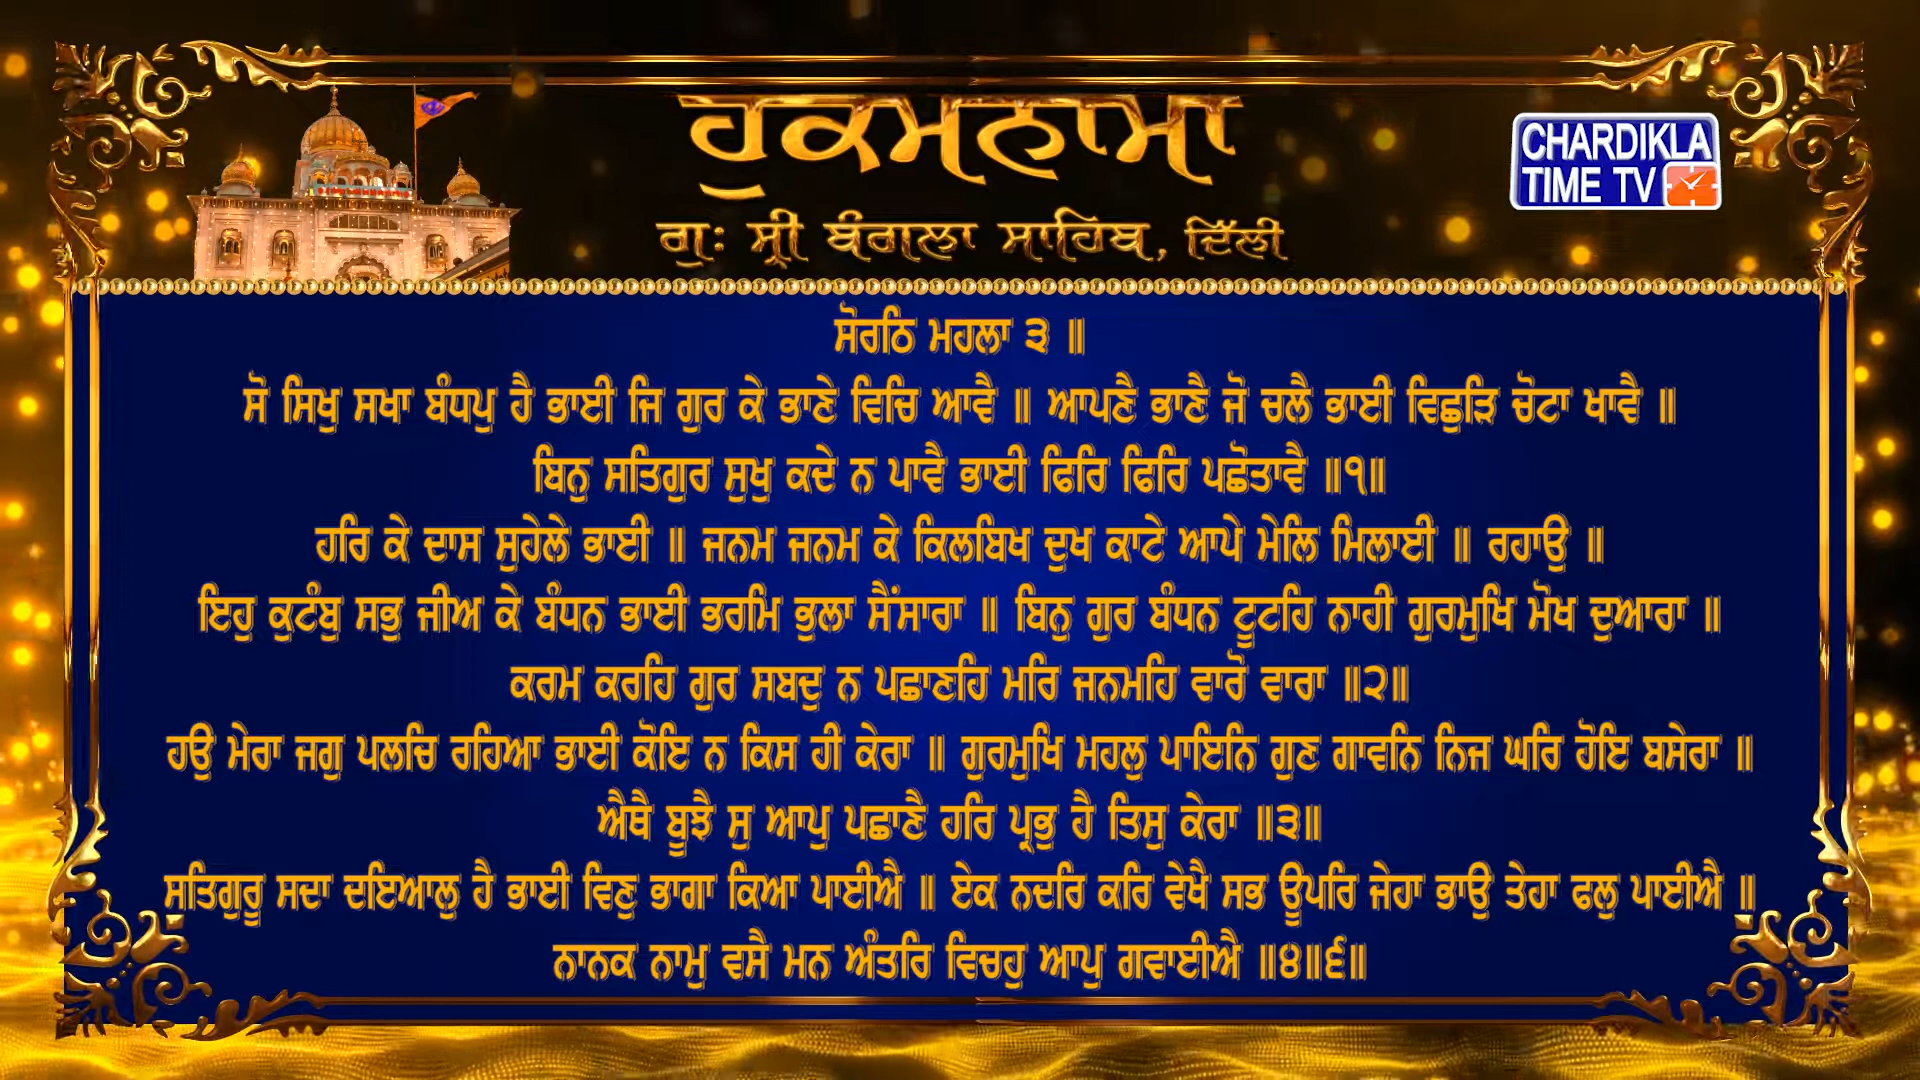 ਹੁਕਮਨਾਮਾ
ਗੁਃ ਸ੍ਰੀ ਬੰਗਲਾ ਸਾਹਿਬ, ਦਿੱਲੀ
CHARDIKLA
TIME TV
ਸੋਰਠਿ ਮਹਲਾ ੩ ॥
ਸੋ ਸਿਖੁ ਸਖਾ ਬੰਧਪੁ ਹੈ ਭਾਈ ਜਿ ਗੁਰ ਕੇ ਭਾਣੇ ਵਿਚਿ ਆਵੈ ॥ ਆਪਣੈ ਭਾਣੈ ਜੋ ਚਲੈ ਭਾਈ ਵਿਛੁੜਿ ਚੋਟਾ ਖਾਵੈ ॥
ਬਿਨੁ ਸਤਿਗੁਰ ਸੁਖੁ ਕਦੇ ਨ ਪਾਵੈ ਭਾਈ ਫਿਰਿ ਫਿਰਿ ਪਛੋਤਾਵੈ ॥੧॥
ਹਰਿ ਕੇ ਦਾਸ ਸੁਹੇਲੇ ਭਾਈ ॥ ਜਨਮ ਜਨਮ ਕੇ ਕਿਲਬਿਖ ਦੁਖ ਕਾਟੇ ਆਪੇ ਮੇਲਿ ਮਿਲਾਈ ॥ ਰਹਾਉ ॥
ਇਹੁ ਕੁਟੰਬੁ ਸਭੁ ਜੀਅ ਕੇ ਬੰਧਨ ਭਾਈ ਭਰਮਿ ਭੁਲਾ ਸੈਂਸਾਰਾ ॥ ਬਿਨੁ ਗੁਰ ਬੰਧਨ ਟੂਟਹਿ ਨਾਹੀ ਗੁਰਮੁਖਿ ਮੋਖ ਦੁਆਰਾ ॥
ਕਰਮ ਕਰਹਿ ਗੁਰ ਸਬਦੁ ਨ ਪਛਾਣਹਿ ਮਰਿ ਜਨਮਹਿ ਵਾਰੋ ਵਾਰਾ ॥੨॥
ਹਉ ਮੇਰਾ ਜਗੁ ਪਲਚਿ ਰਹਿਆ ਭਾਈ ਕੋਇ ਨ ਕਿਸ ਹੀ ਕੇਰਾ ॥ ਗੁਰਮੁਖਿ ਮਹਲੁ ਪਾਇਨਿ ਗੁਣ ਗਾਵਨਿ ਨਿਜ ਘਰਿ ਹੋਇ ਬਸੇਰਾ ॥
ਐਥੈ ਬੂਝੈ ਸੁ ਆਪੁ ਪਛਾਣੈ ਹਰਿ ਪ੍ਰਭੁ ਹੈ ਤਿਸੁ ਕੇਰਾ ॥੩॥
ਸਤਿਗੁਰੂ ਸਦਾ ਦਇਆਲੁ ਹੈ ਭਾਈ ਵਿਣੁ ਭਾਗਾ ਕਿਆ ਪਾਈਐ ॥ ਏਕ ਨਦਰਿ ਕਰਿ ਵੇਖੈ ਸਭ ਊਪਰਿ ਜੇਹਾ ਭਾਉ ਤੇਹਾ ਫਲੁ ਪਾਈਐ ॥
ਨਾਨਕ ਨਾਮੁ ਵਸੈ ਮਨ ਅੰਤਰਿ ਵਿਚਹੁ ਆਪੁ ਗਵਾਈਐ ॥੪॥੬॥